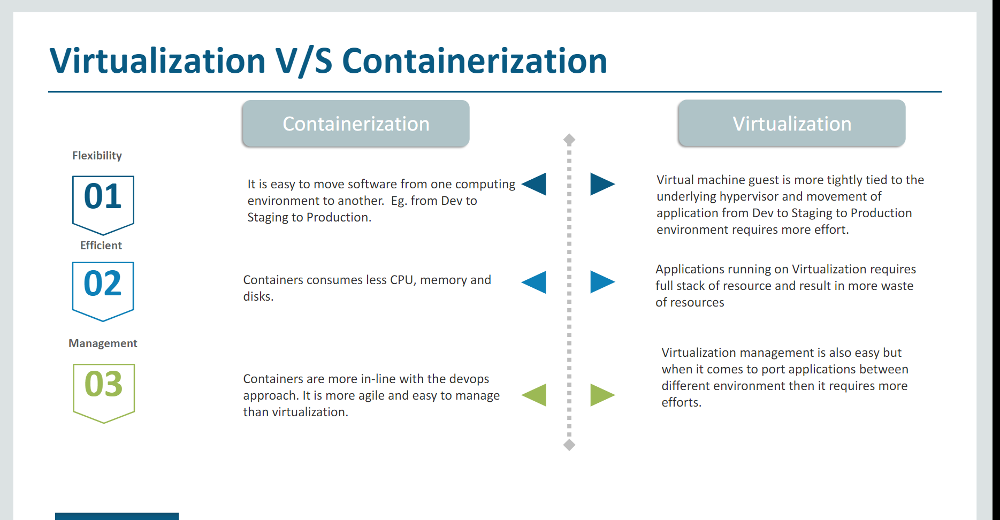 Virtualization V/S Containerization
Containerization
Virtualization
Flexibility
01
It is easy to move software from one computing
environment to another.  Eg. from Dev to
Staging to Production.
Virtual machine guest is more tightly tied to the
underlying hypervisor and movement of
application from Dev to Staging to Production
environment requires more effort.
Efficient
02
Containers consumes less CPU, memory and
disks.
Applications running on Virtualization requires
full stack of resource and result in more waste
of resources
Management
03
Containers are more in-line with the devops
approach. It is more agile and easy to manage
than virtualization.
Virtualization management is also easy but
when it comes to port applications between
different environment then it requires more
efforts.